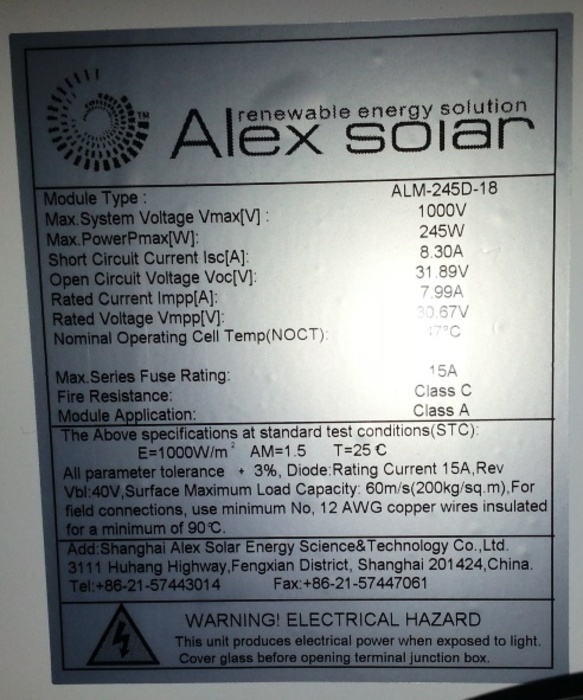 renewable energy solution
Alex solar
TM
Module Type : ALM-245D-18
Max.System Voltage Vmax[V] : 1000V
Max.PowerPmax[W]: 245W
Short Circuit Current Isc[A]: 8.30A
Open Circuit Voltage Voc[V]: 31.89V
Rated Current Impp[A]: 7.99A
Rated Voltage Vmpp[V]: 30.67V
Nominal Operating Cell Temp(NOCT): 47°C
Max.Series Fuse Rating: 15A
Fire Resistance: Class C
Module Application: Class A
The Above specifications at standard test conditions(STC):
E=1000W/m² AM=1.5 T=25℃
All parameter tolerance + 3%, Diode:Rating Current 15A,Rev
Vbl:40V,Surface Maximum Load Capacity: 60m/s(200kg/sq.m),For
field connections, use minimum No, 12 AWG copper wires insulated
for a minimum of 90℃.
Add:Shanghai Alex Solar Energy Science&Technology Co.,Ltd.
3111 Huhang Highway,Fengxian District, Shanghai 201424,China.
Tel:+86-21-57443014 Fax:+86-21-57447061
WARNING! ELECTRICAL HAZARD
This unit produces electrical power when exposed to light.
Cover glass before opening terminal junction box.